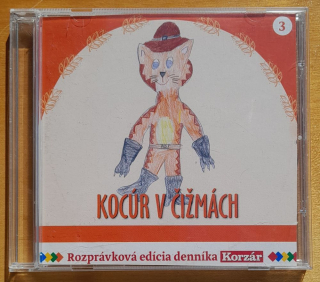 3
KOCÚR V ČIŽMÁCH
Rozprávková edícia denníka Korzár